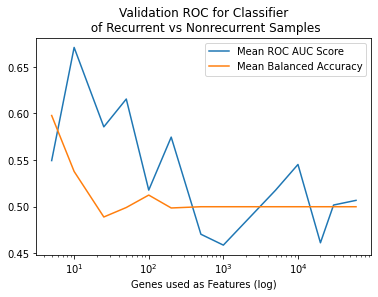 Validation ROC for Classifier
of Recurrent vs Nonrecurrent Samples
Mean ROC AUC Score
Mean Balanced Accuracy
0.65
0.60
0.55
0.50
0.45
10¹
10²
10³
10⁴
Genes used as Features (log)